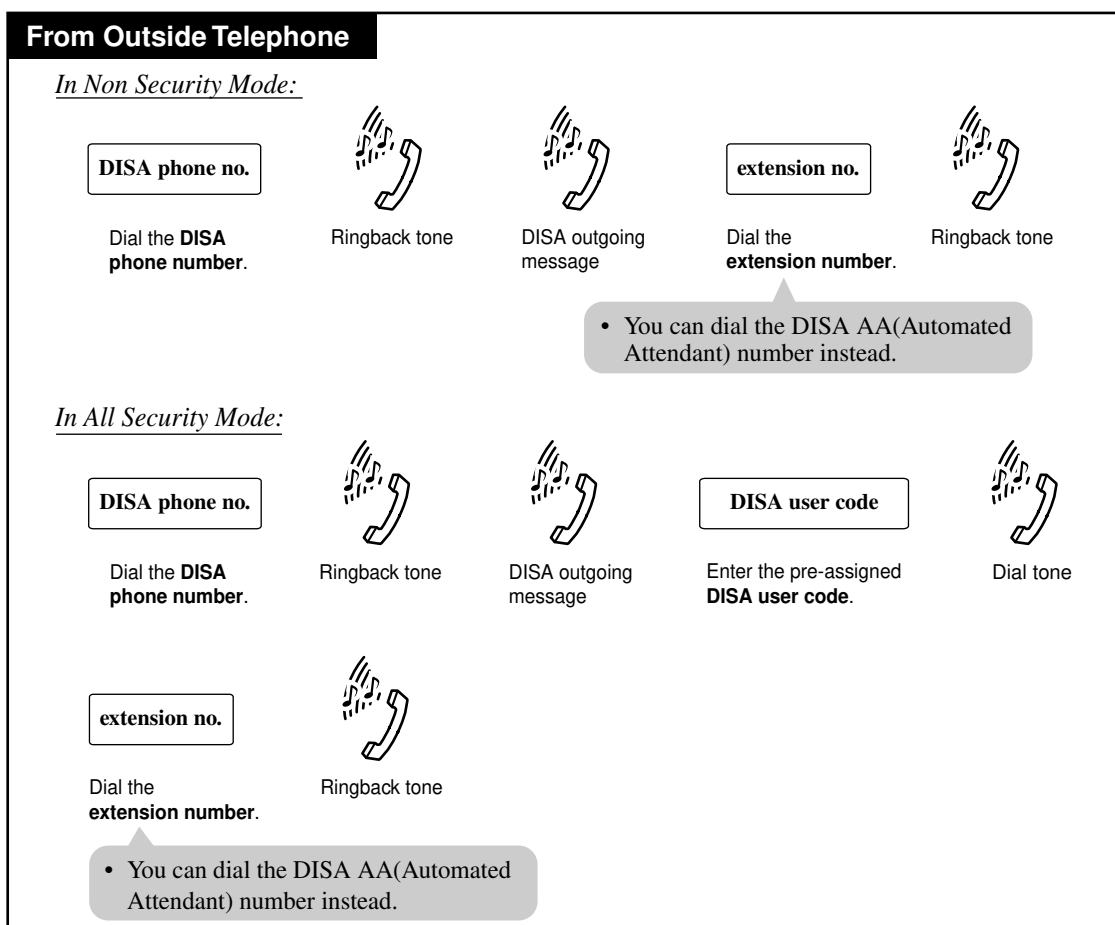 From Outside Telephone
In Non Security Mode:
DISA phone no.
extension no.
Dial the DISA
phone number.
Ringback tone
DISA outgoing
message
Dial the
extension number.
Ringback tone
• You can dial the DISA AA(Automated
Attendant) number instead.
In All Security Mode:
DISA phone no.
DISA user code
Dial the DISA
phone number.
Ringback tone
DISA outgoing
message
Enter the pre-assigned
DISA user code.
Dial tone
extension no.
Dial the
extension number.
Ringback tone
• You can dial the DISA AA(Automated
Attendant) number instead.